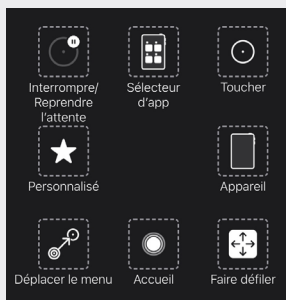 Interrompre/
Reprendre
l'attente
Sélecteur
d'app
Toucher
Personnalisé
Appareil
Déplacer le menu
Accueil
Faire défiler